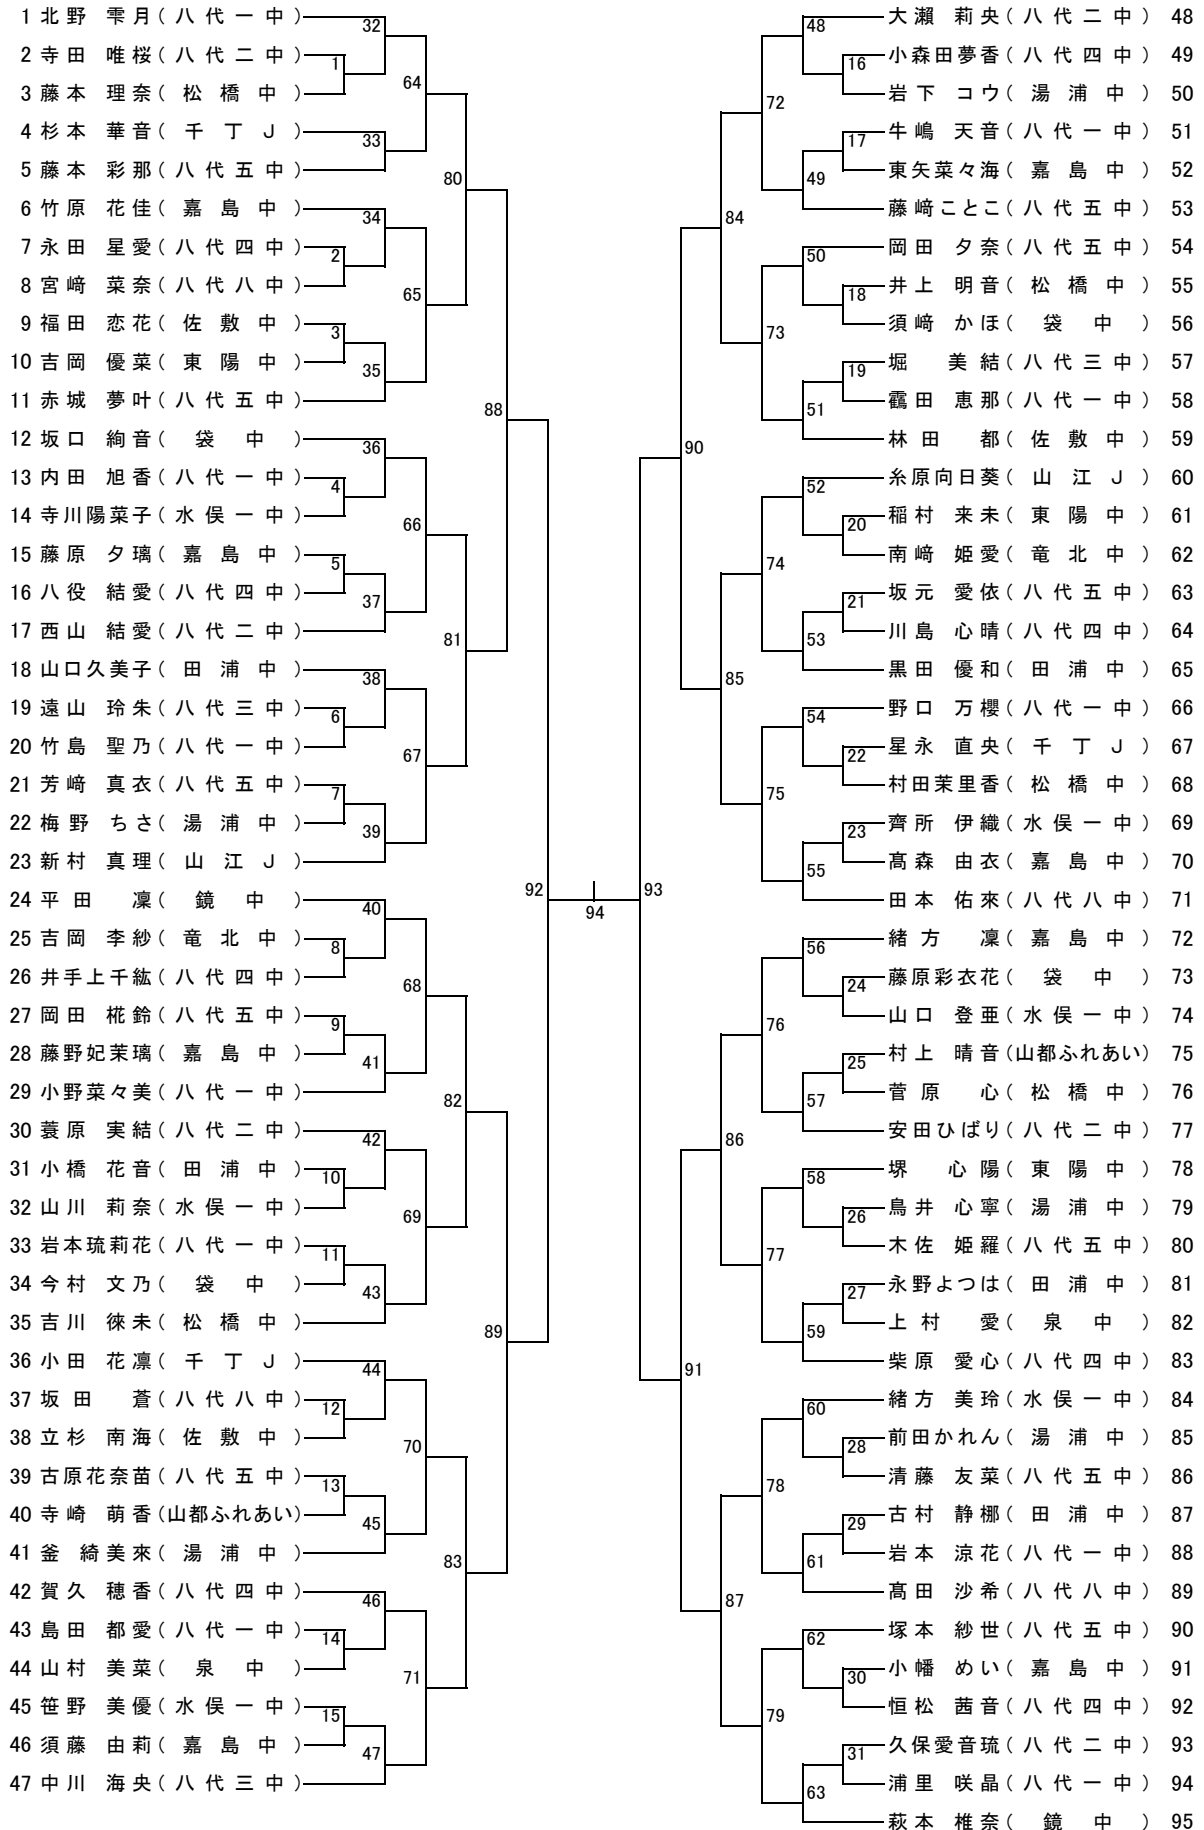 1 北野 雫月(八代一中)
2 寺田 唯桜(八代二中)
3 藤本 理奈(松橋中)
4 杉本 華音(千丁J)
5 藤本 彩那(八代五中)
6 竹原 花佳(嘉島中)
7 永田 星愛(八代四中)
8 宮﨑 菜奈(八代八中)
9 福田 恋花(佐敷中)
10 吉岡 優菜(東陽中)
11 赤城 夢叶(八代五中)
12 坂口 絢音(袋中)
13 内田 旭香(八代一中)
14 寺川陽菜子(水俣一中)
15 藤原 夕璃(嘉島中)
16 八役 結愛(八代四中)
17 西山 結愛(八代二中)
18 山口久美子(田浦中)
19 遠山 玲朱(八代三中)
20 竹島 聖乃(八代一中)
21 芳﨑 真衣(八代五中)
22 梅野 ちさ(湯浦中)
23 新村 真理(山江J)
24 平田 凜(鏡中)
25 吉岡 李紗(竜北中)
26 井手上千紘(八代四中)
27 岡田 椛鈴(八代五中)
28 藤野妃茉璃(嘉島中)
29 小野菜々美(八代一中)
30 蓑原 実結(八代二中)
31 小橋 花音(田浦中)
32 山川 莉奈(水俣一中)
33 岩本琉莉花(八代一中)
34 今村 文乃(袋中)
35 吉川 徠未(松橋中)
36 小田 花凛(千丁J)
37 坂田 蒼(八代八中)
38 立杉 南海(佐敷中)
39 古原花奈苗(八代五中)
40 寺崎 萌香(山都ふれあい)
41 釜 綺美來(湯浦中)
42 賀久 穂香(八代四中)
43 島田 都愛(八代一中)
44 山村 美菜(泉中)
45 笹野 美優(水俣一中)
46 須藤 由莉(嘉島中)
47 中川 海央(八代三中)
1
2
3
4
5
6
7
8
9
10
11
12
13
14
15
32
33
34
35
36
37
38
39
40
41
42
43
44
45
46
47
64
65
66
67
68
69
70
71
80
81
82
83
88
89
92
94
93
90
91
84
85
86
87
72
73
74
75
76
77
78
79
48
49
50
51
52
53
54
55
56
57
58
59
60
61
62
63
16
17
18
19
20
21
22
23
24
25
26
27
28
29
30
31
大瀬 莉央(八代二中) 48
小森田夢香(八代四中) 49
岩下 コウ(湯浦中) 50
牛嶋 天音(八代一中) 51
東矢菜々海(嘉島中) 52
藤﨑ことこ(八代五中) 53
岡田 夕奈(八代五中) 54
井上 明音(松橋中) 55
須﨑 かほ(袋中) 56
堀 美結(八代三中) 57
靏田 恵那(八代一中) 58
林田 都(佐敷中) 59
糸原向日葵(山江J) 60
稲村 来未(東陽中) 61
南﨑 姫愛(竜北中) 62
坂元 愛依(八代五中) 63
川島 心晴(八代四中) 64
黒田 優和(田浦中) 65
野口 万櫻(八代一中) 66
星永 直央(千丁J) 67
村田茉里香(松橋中) 68
齊所 伊織(水俣一中) 69
髙森 由衣(嘉島中) 70
田本 佑來(八代八中) 71
緒方 凜(嘉島中) 72
藤原彩衣花(袋中) 73
山口 登亜(水俣一中) 74
村上 晴音(山都ふれあい) 75
菅原 心(松橋中) 76
安田ひばり(八代二中) 77
堺 心陽(東陽中) 78
鳥井 心寧(湯浦中) 79
木佐 姫羅(八代五中) 80
永野よつは(田浦中) 81
上村 愛(泉中) 82
柴原 愛心(八代四中) 83
緒方 美玲(水俣一中) 84
前田かれん(湯浦中) 85
清藤 友菜(八代五中) 86
古村 静梛(田浦中) 87
岩本 涼花(八代一中) 88
髙田 沙希(八代八中) 89
塚本 紗世(八代五中) 90
小幡 めい(嘉島中) 91
恒松 茜音(八代四中) 92
久保愛音琉(八代二中) 93
浦里 咲晶(八代一中) 94
萩本 椎奈(鏡中) 95